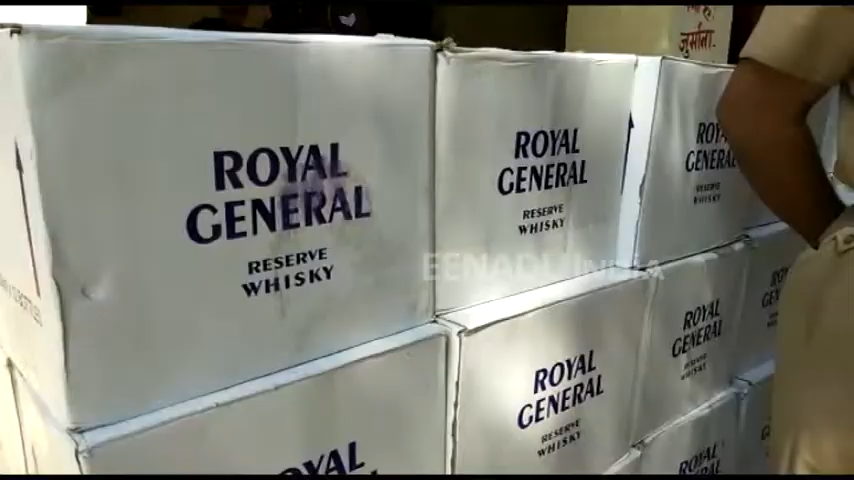 जुर्माना
ROYAL
GENERAL
RESERVE
WHISKY
ROYAL
GENERAL
RESERVE
WHISKY
ROYAL
GENERAL
RESERVE
WHISKY
EENADU INDIA
ROYAL
GENERAL
RESERVE
WHISKY
ROYAL
GENERAL
RESERVE
WHISKY
ROYAL
ROYAL